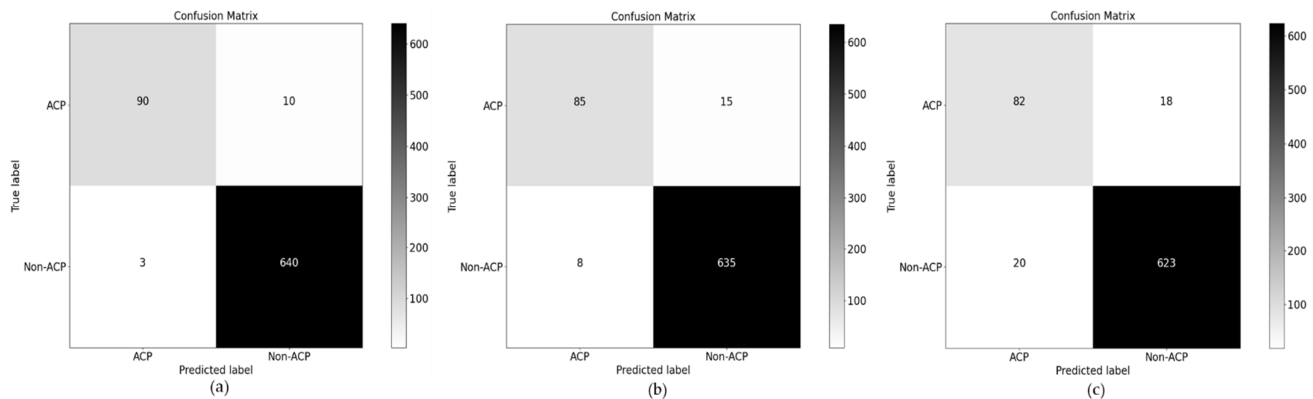 Confusion Matrix
ACP
90
10
True label
Non-ACP
3
640
ACP
Non-ACP
Predicted label
600
500
400
300
200
100
(a)
Confusion Matrix
ACP
85
15
True label
Non-ACP
8
635
ACP
Non-ACP
Predicted label
600
500
400
300
200
100
(b)
Confusion Matrix
ACP
82
18
True label
Non-ACP
20
623
ACP
Non-ACP
Predicted label
600
500
400
300
200
100
(c)